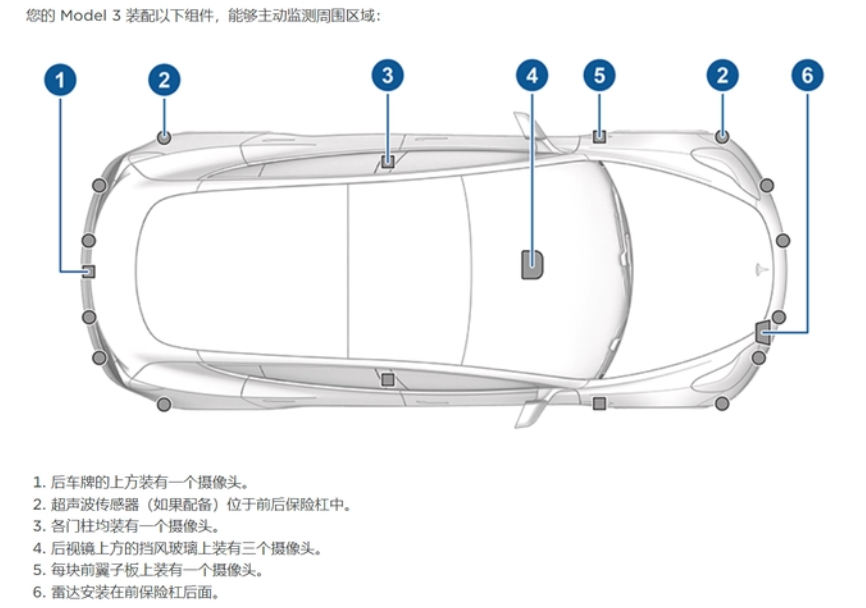 您的 Model 3 装配以下组件，能够主动监测周围区域：
1 2 3 4 5 2 6
1. 后车牌的上方装有一个摄像头。
2. 超声波传感器（如果配备）位于前后保险杠中。
3. 各门柱均装有一个摄像头。
4. 后视镜上方的挡风玻璃上装有三个摄像头。
5. 每块前翼子板上装有一个摄像头。
6. 雷达安装在前保险杠后面。